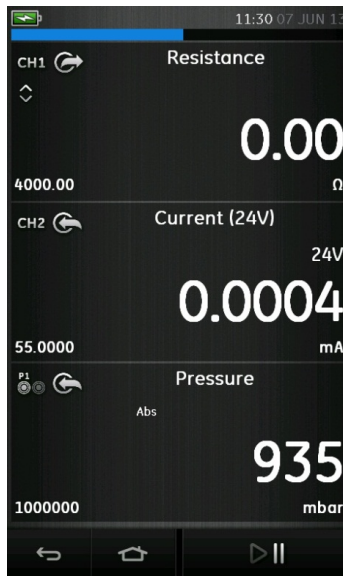 11:30 07 JUN 13
CH1 Resistance
0.00
4000.00 Ω
CH2 Current (24V)
24V
0.0004
55.0000 mA
P1 Pressure
Abs
935
1000000 mbar